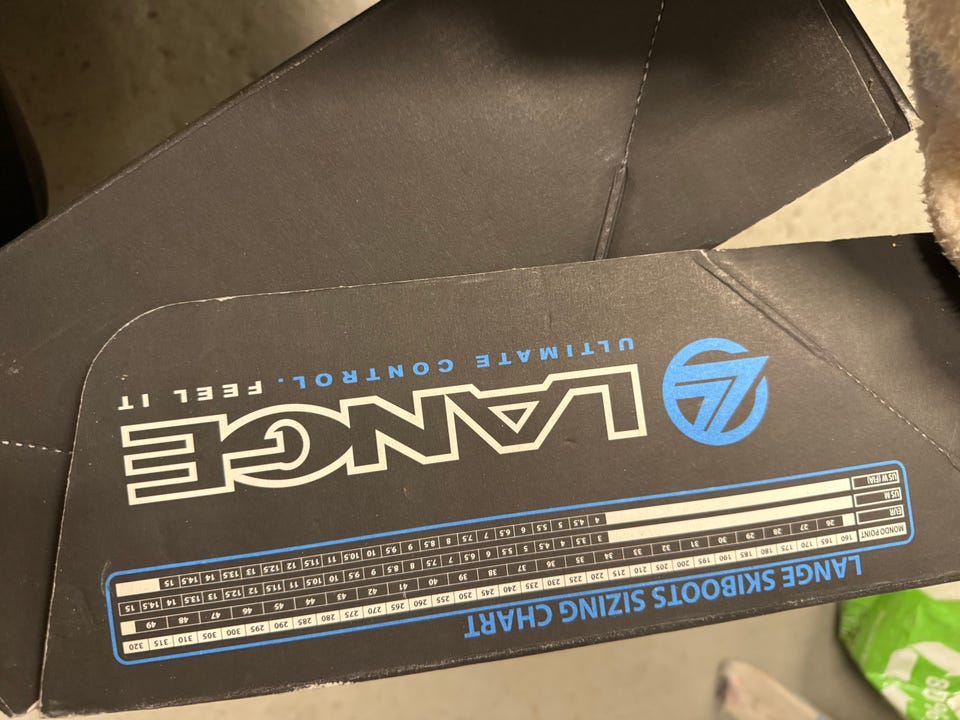 LANGE SKIBOOTS SIZING CHART
MONDO POINT 160 165 170 175 180 185 190 195 200 205 210 215 220 225 230 235 240 245 250 255 260 265 270 275 280 285 290 295 300 305 310 315 320
EUR 26 27 28 29 30 31 32 33 34 35 36 37 38 39 40 41 42 43 44 45 46 47 48 49
US M 3 3.5 4 4.5 5 5.5 6 6.5 7 7.5 8 8.5 9 9.5 10 10.5 11 11.5 12 12.5 13 13.5 14 14.5 15
US W (FIA) 4 4.5 5 5.5 6 6.5 7 7.5 8 8.5 9 9.5 10 10.5 11 11.5 12 12.5 13 13.5 14 14.5 15
LANGE
ULTIMATE CONTROL. FEEL IT